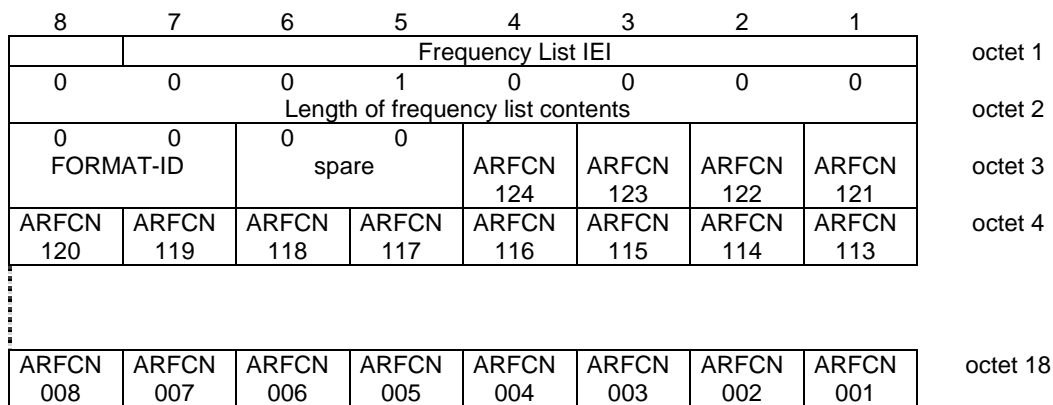 8 7 6 5 4 3 2 1
Frequency List IEI octet 1
0 0 0 1 0 0 0 0
Length of frequency list contents octet 2
0 0 0 0
FORMAT-ID spare ARFCN ARFCN ARFCN ARFCN octet 3
124 123 122 121
ARFCN ARFCN ARFCN ARFCN ARFCN ARFCN ARFCN ARFCN octet 4
120 119 118 117 116 115 114 113
ARFCN ARFCN ARFCN ARFCN ARFCN ARFCN ARFCN ARFCN octet 18
008 007 006 005 004 003 002 001